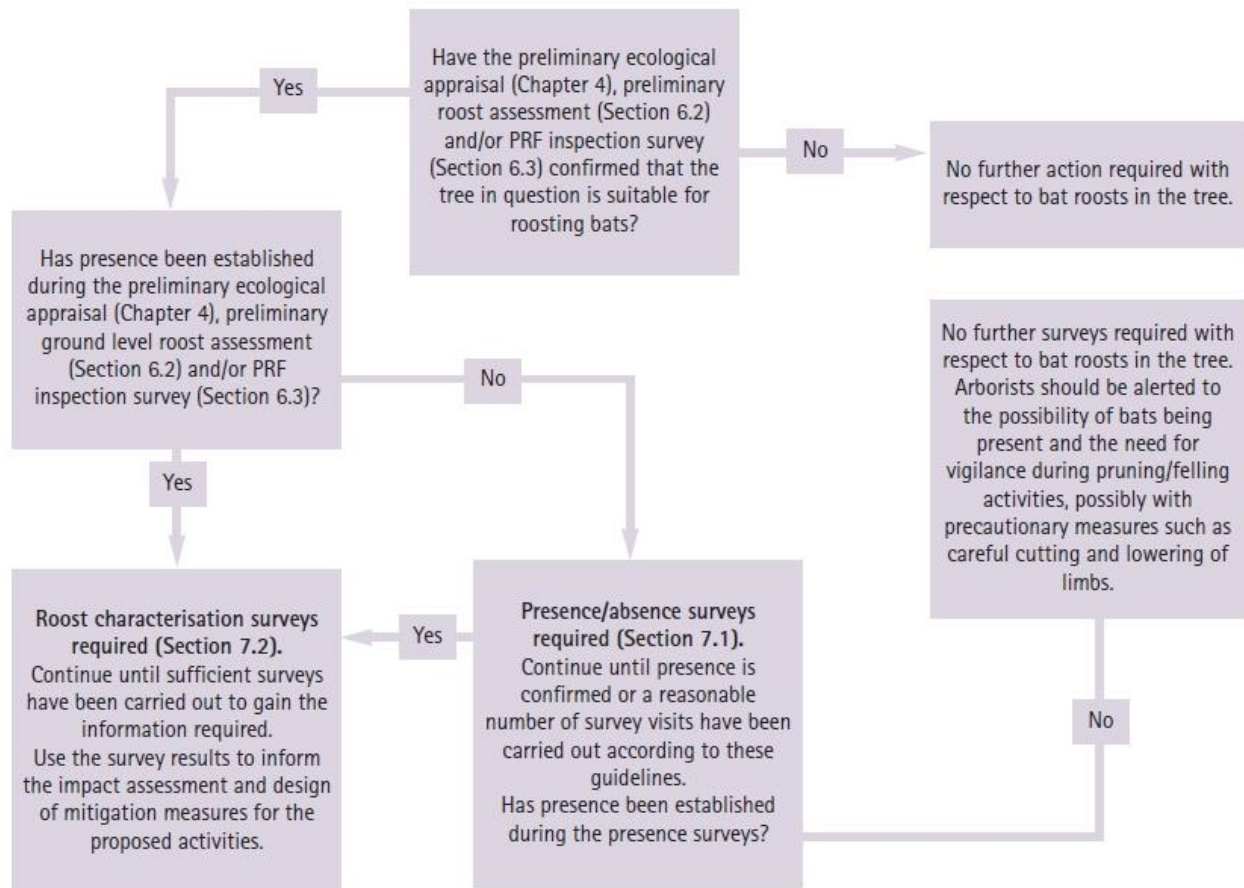 Have the preliminary ecological
appraisal (Chapter 4), preliminary
roost assessment (Section 6.2)
and/or PRF inspection survey
(Section 6.3) confirmed that the
tree in question is suitable for
roosting bats?
Yes
No
No further action required with
respect to bat roosts in the tree.
Has presence been established
during the preliminary ecological
appraisal (Chapter 4), preliminary
ground level roost assessment
(Section 6.2) and/or PRF
inspection survey (Section 6.3)?
No
Yes
No further surveys required with
respect to bat roosts in the tree.
Arborists should be alerted to
the possibility of bats being
present and the need for
vigilance during pruning/felling
activities, possibly with
precautionary measures such as
careful cutting and lowering of
limbs.
Roost characterisation surveys
required (Section 7.2).
Continue until sufficient surveys
have been carried out to gain the
information required.
Use the survey results to inform
the impact assessment and design
of mitigation measures for the
proposed activities.
Yes
Presence/absence surveys
required (Section 7.1).
Continue until presence is
confirmed or a reasonable
number of survey visits have been
carried out according to these
guidelines.
Has presence been established
during the presence surveys?
No